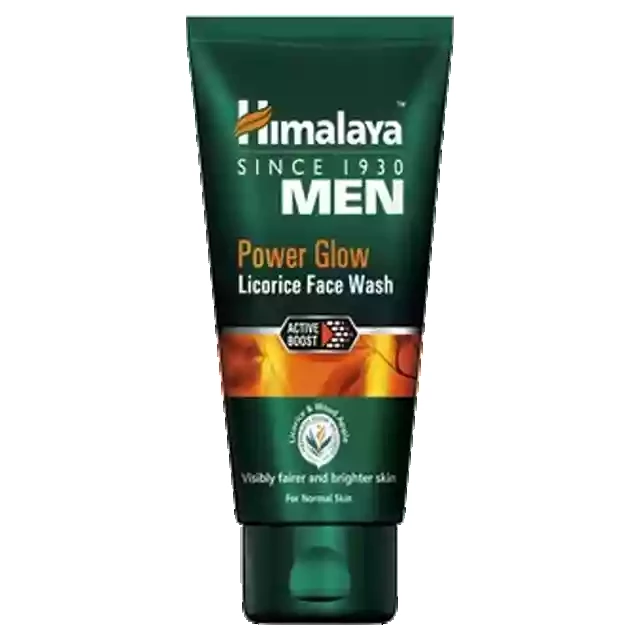 Himalaya™
SINCE 1930
MEN
Power Glow
Licorice Face Wash
ACTIVE
BOOST
Licorice & Wood Apple
Visibly fairer and brighter skin
For Normal Skin